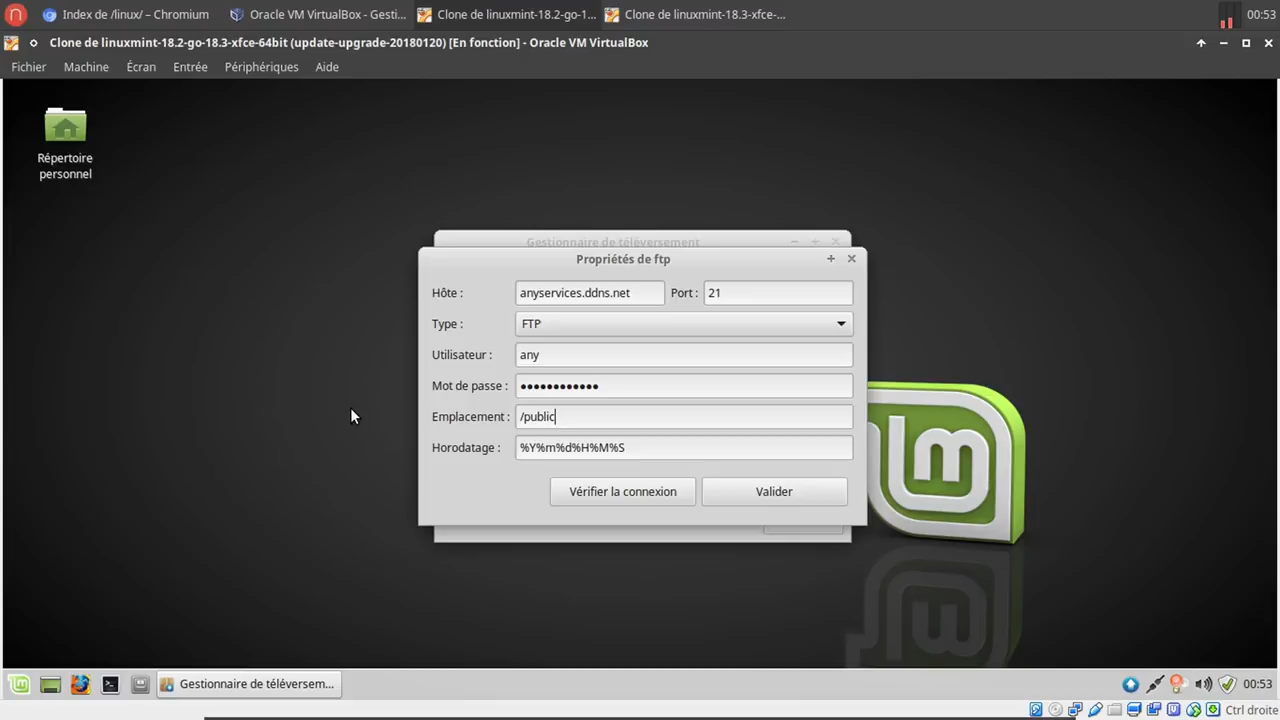 Index de /linux/ – Chromium
Oracle VM VirtualBox - Gesti...
Clone de linuxmint-18.2-go-1...
Clone de linuxmint-18.3-xfce-...
00:53
Clone de linuxmint-18.2-go-18.3-xfce-64bit (update-upgrade-20180120) [En fonction] - Oracle VM VirtualBox
Fichier Machine Écran Entrée Périphériques Aide
Répertoire
personnel
Gestionnaire de téléversement
Propriétés de ftp
Hôte : anyservices.ddns.net Port : 21
Type : FTP
Utilisateur : any
Mot de passe : ●●●●●●●●●●●●
Emplacement : /public
Horodatage : %Y%m%d%H%M%S
Vérifier la connexion Valider
Gestionnaire de téléversem...
00:53
Ctrl droite